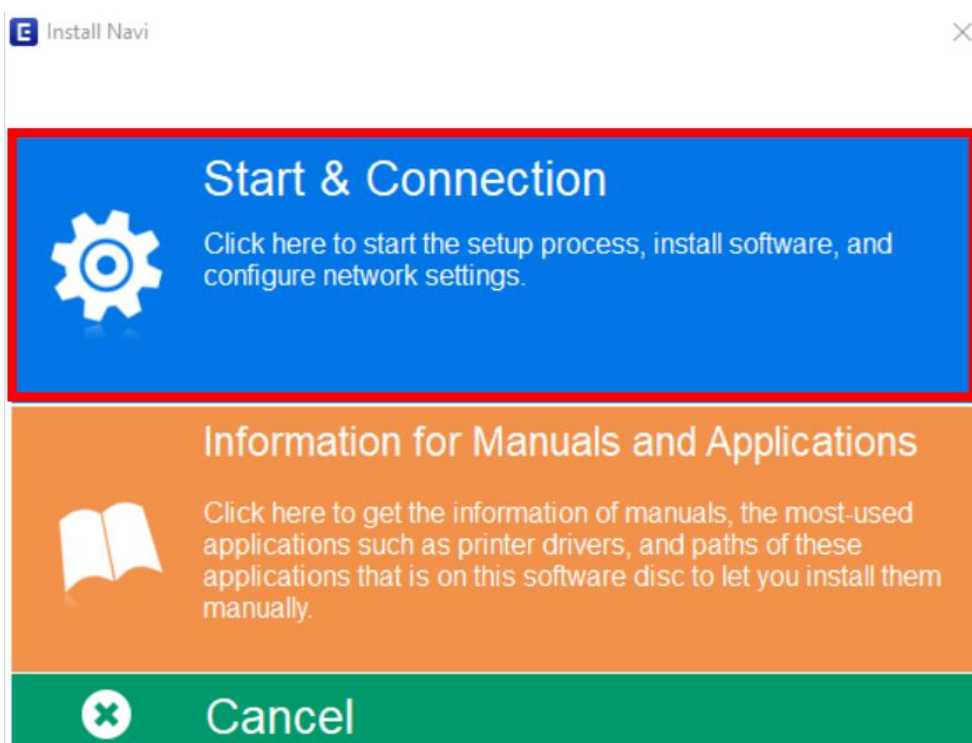 Install Navi
Start & Connection
Click here to start the setup process, install software, and
configure network settings.
Information for Manuals and Applications
Click here to get the information of manuals, the most-used
applications such as printer drivers, and paths of these
applications that is on this software disc to let you install them
manually.
Cancel